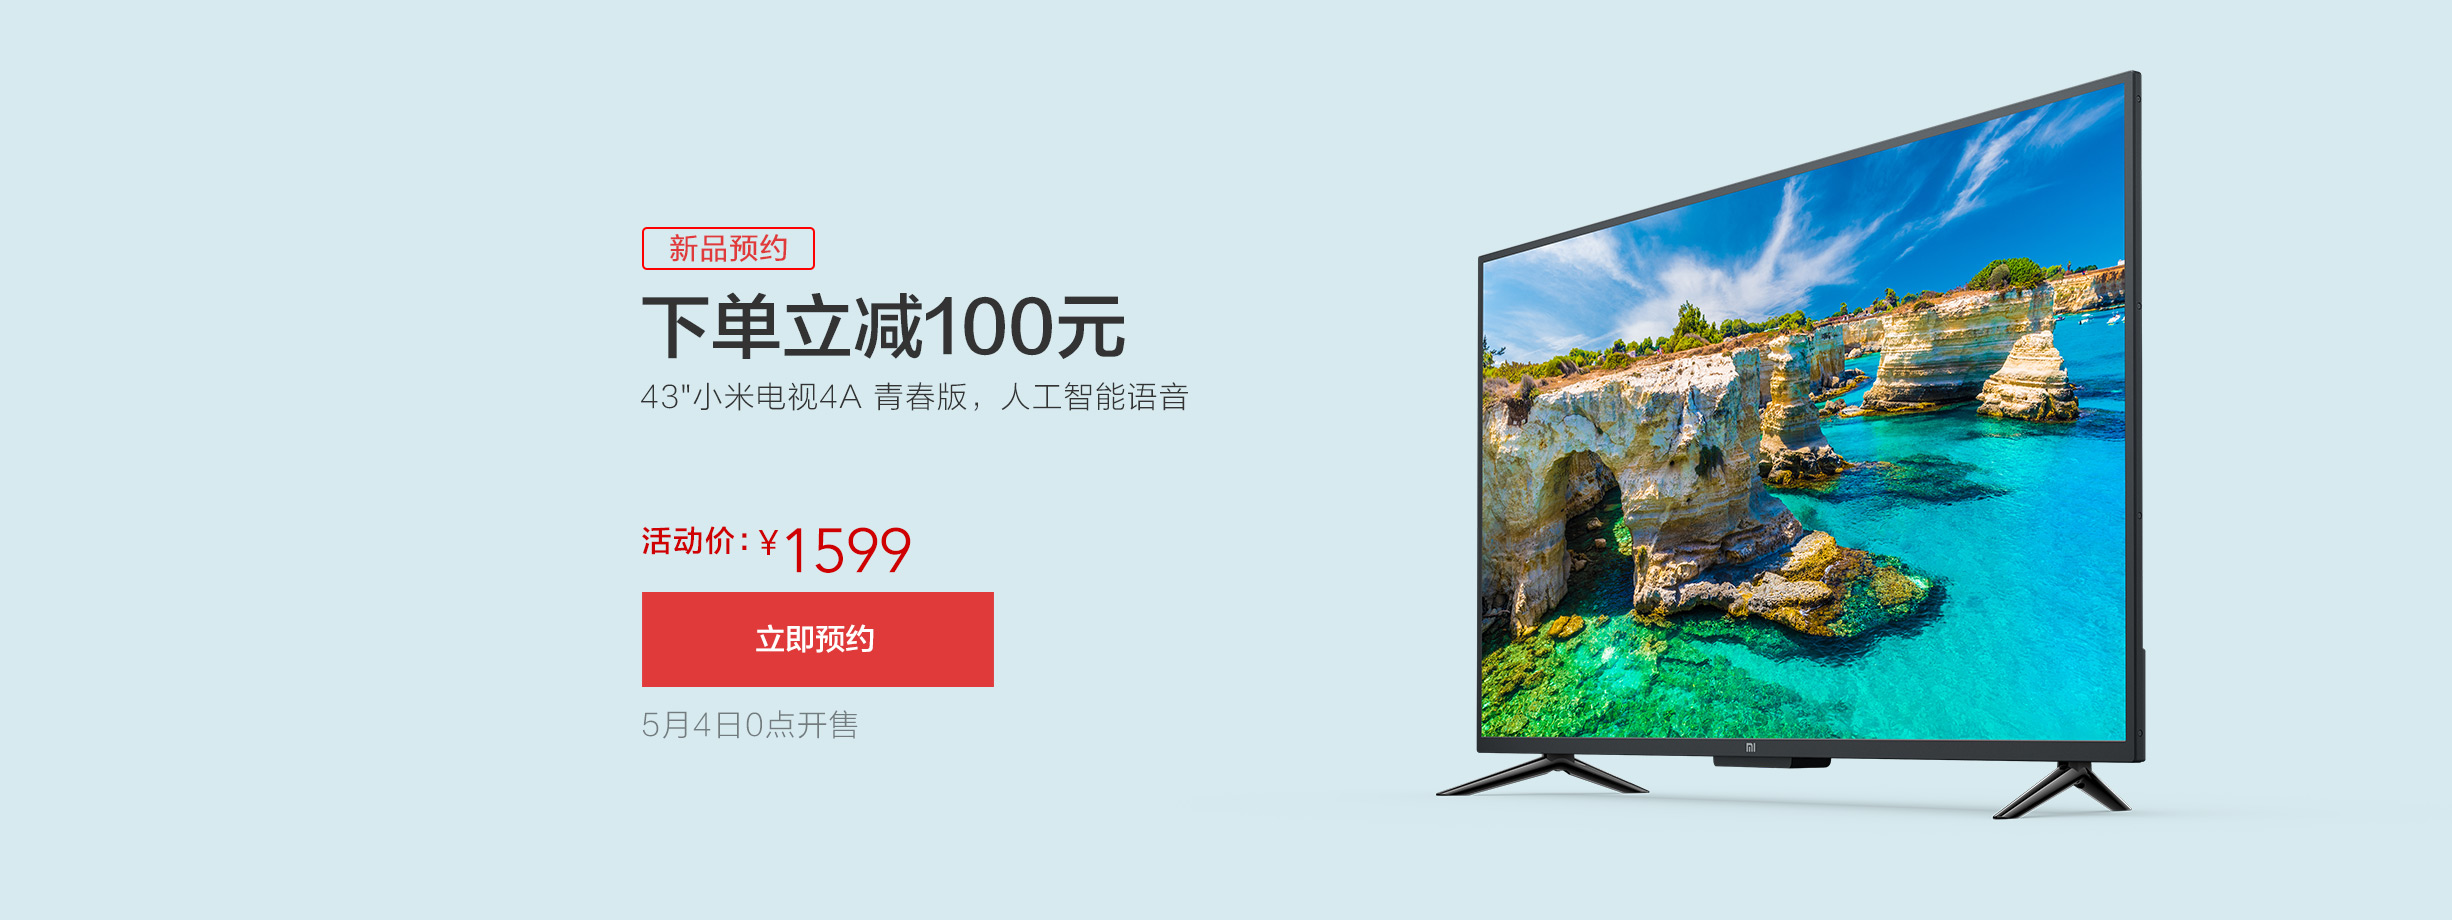 新品预约
下单立减100元
43"小米电视4A 青春版，人工智能语音
活动价：¥1599
立即预约
5月4日0点开售
MI